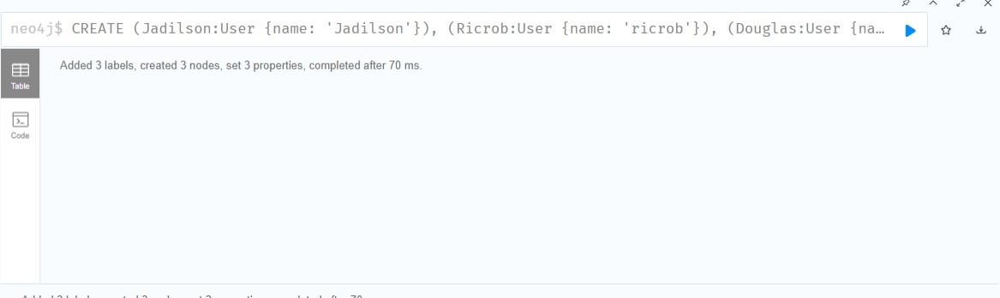 neo4j$ CREATE (Jadilson:User {name: 'Jadilson'}), (Ricrob:User {name: 'ricrob'}), (Douglas:User {na…
Added 3 labels, created 3 nodes, set 3 properties, completed after 70 ms.
Table
Code